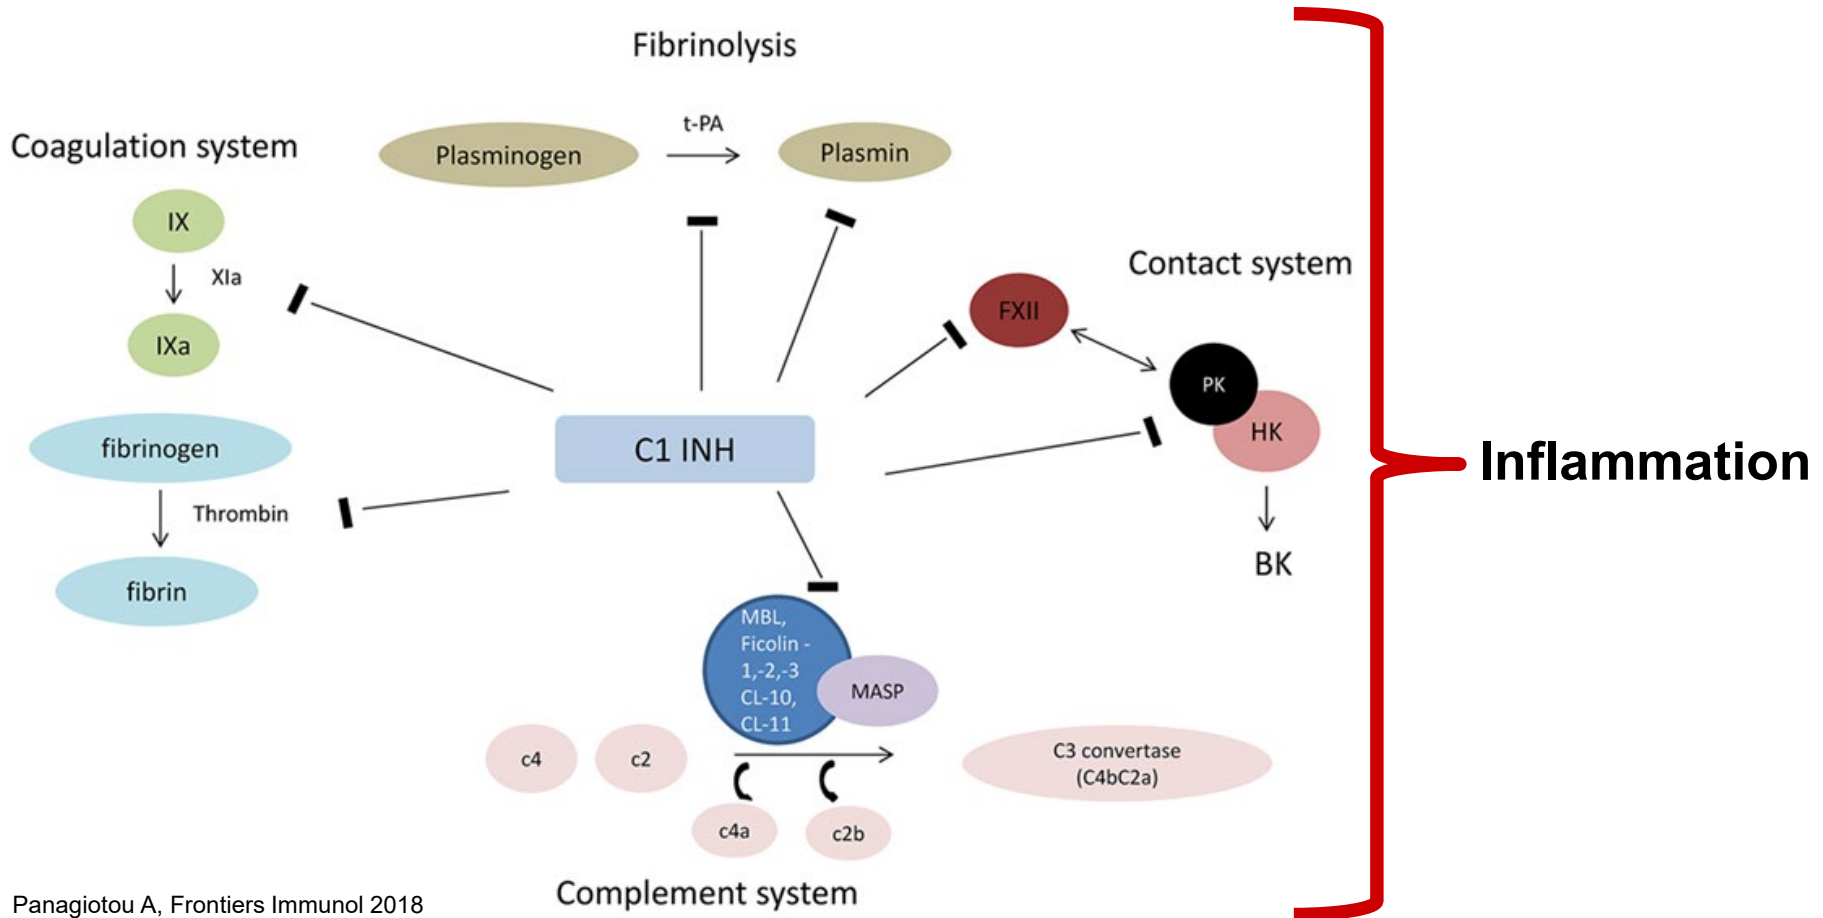 Fibrinolysis
Coagulation system
Plasminogen
t-PA
Plasmin
IX
XIa
IXa
fibrinogen
Thrombin
fibrin
C1 INH
Contact system
FXII
PK
HK
BK
Inflammation
MBL,
Ficolin -
1,-2,-3
CL-10,
CL-11
MASP
c4
c2
C3 convertase
(C4bC2a)
c4a
c2b
Complement system
Panagiotou A, Frontiers Immunol 2018